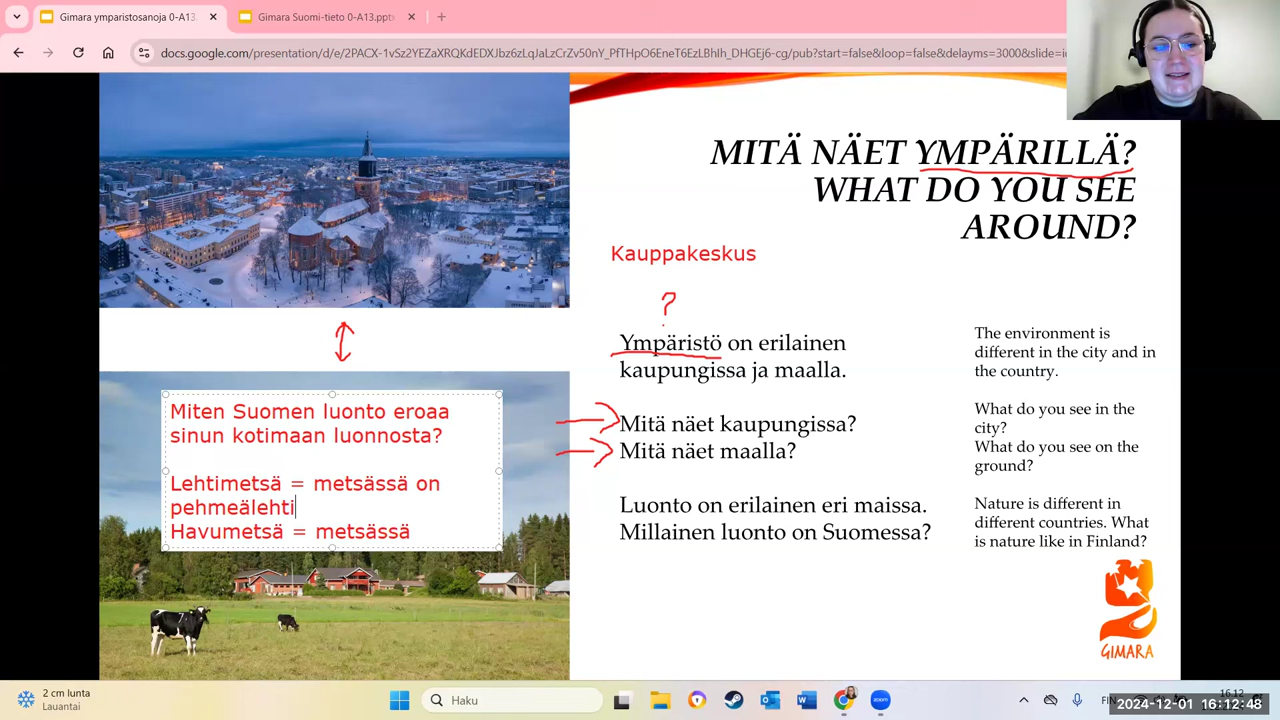 Gimara ymparistosanoja 0-A13.
Gimara Suomi-tieto 0-A13.pptx
docs.google.com/presentation/d/e/2PACX-1vSz2YEZaXRQKJEDXJbz6zLqJaLzCrZv50nY_PfTHpO6EneT6EzLBhIh_DHGEj6-cg/pub?start=false&loop=false&delayms=3000&slide=i
MITÄ NÄET YMPÄRILLÄ?
WHAT DO YOU SEE
AROUND?
Kauppakeskus
?
Ympäristö on erilainen
kaupungissa ja maalla.
Mitä näet kaupungissa?
Mitä näet maalla?
Luonto on erilainen eri maissa.
Millainen luonto on Suomessa?
The environment is
different in the city and in
the country.
What do you see in the
city?
What do you see on the
ground?
Nature is different in
different countries. What
is nature like in Finland?
Miten Suomen luonto eroaa
sinun kotimaan luonnosta?
Lehtimetsä = metsässä on
pehmeälehti
Havumetsä = metsässä
GIMARA
2 cm lunta
Lauantai
Haku
FIN
16.12
2024-12-01 16:12:48